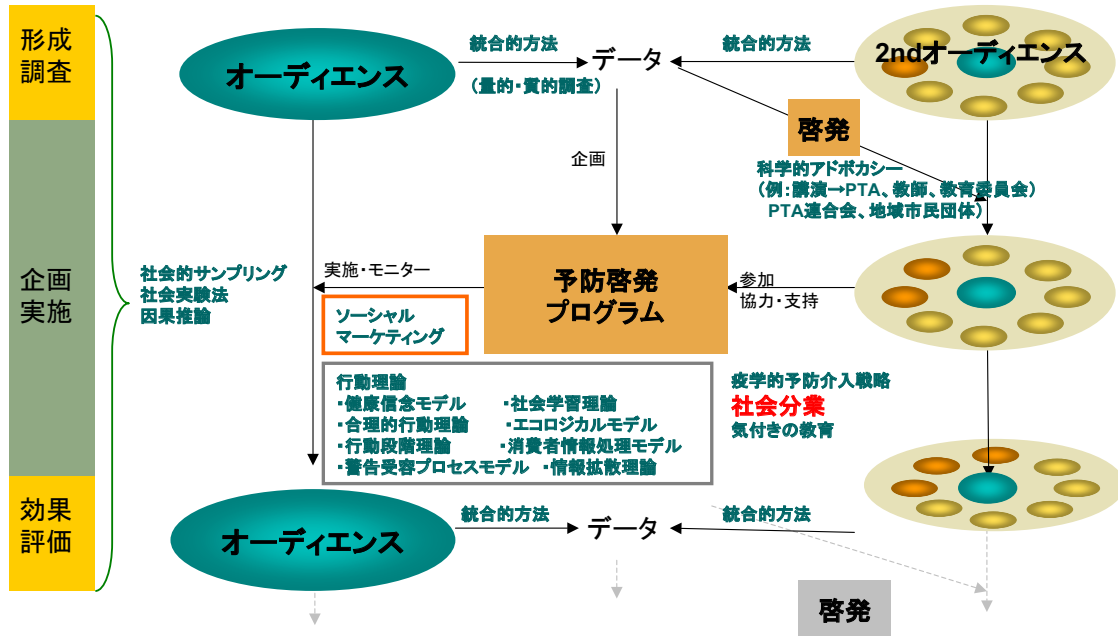 形成
調査
オーディエンス
統合的方法
(量的・質的調査)
データ
統合的方法
2ndオーディエンス
啓発
企画
科学的アドボカシー
(例:講演→PTA、教師、教育委員会)
PTA連合会、地域市民団体)
企画
実施
社会的サンプリング
社会実験法
因果推論
実施・モニター
ソーシャル
マーケティング
予防啓発
プログラム
参加
協力・支持
行動理論
・健康信念モデル ・社会学習理論
・合理的行動理論 ・エコロジカルモデル
・行動段階理論 ・消費者情報処理モデル
・警告受容プロセスモデル ・情報拡散理論
疫学的予防介入戦略
社会分業
気付きの教育
効果
評価
オーディエンス
統合的方法
データ
統合的方法
啓発